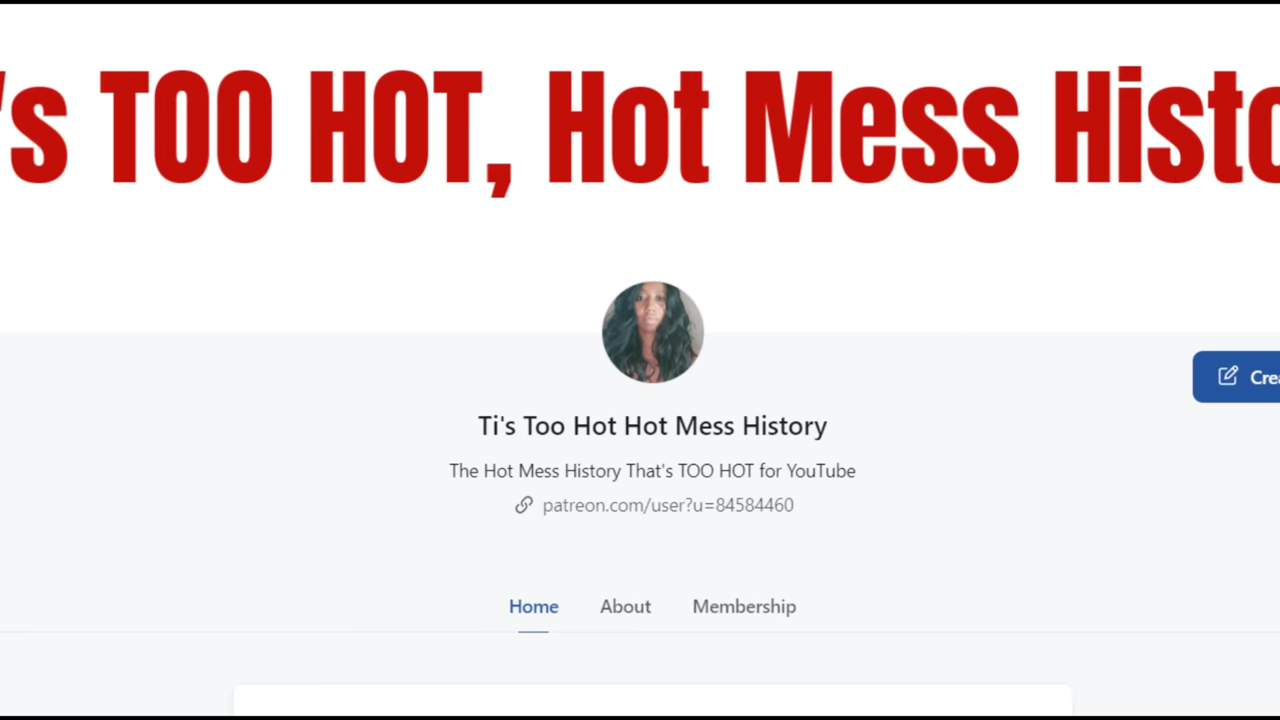 's TOO HOT, Hot Mess Histo
Ti's Too Hot Hot Mess History
The Hot Mess History That's TOO HOT for YouTube
patreon.com/user?u=84584460
Crea
Home About Membership